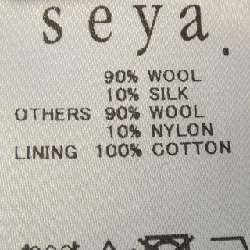 seya.
90% WOOL
10% SILK
OTHERS 90% WOOL
10% NYLON
LINING 100% COTTON